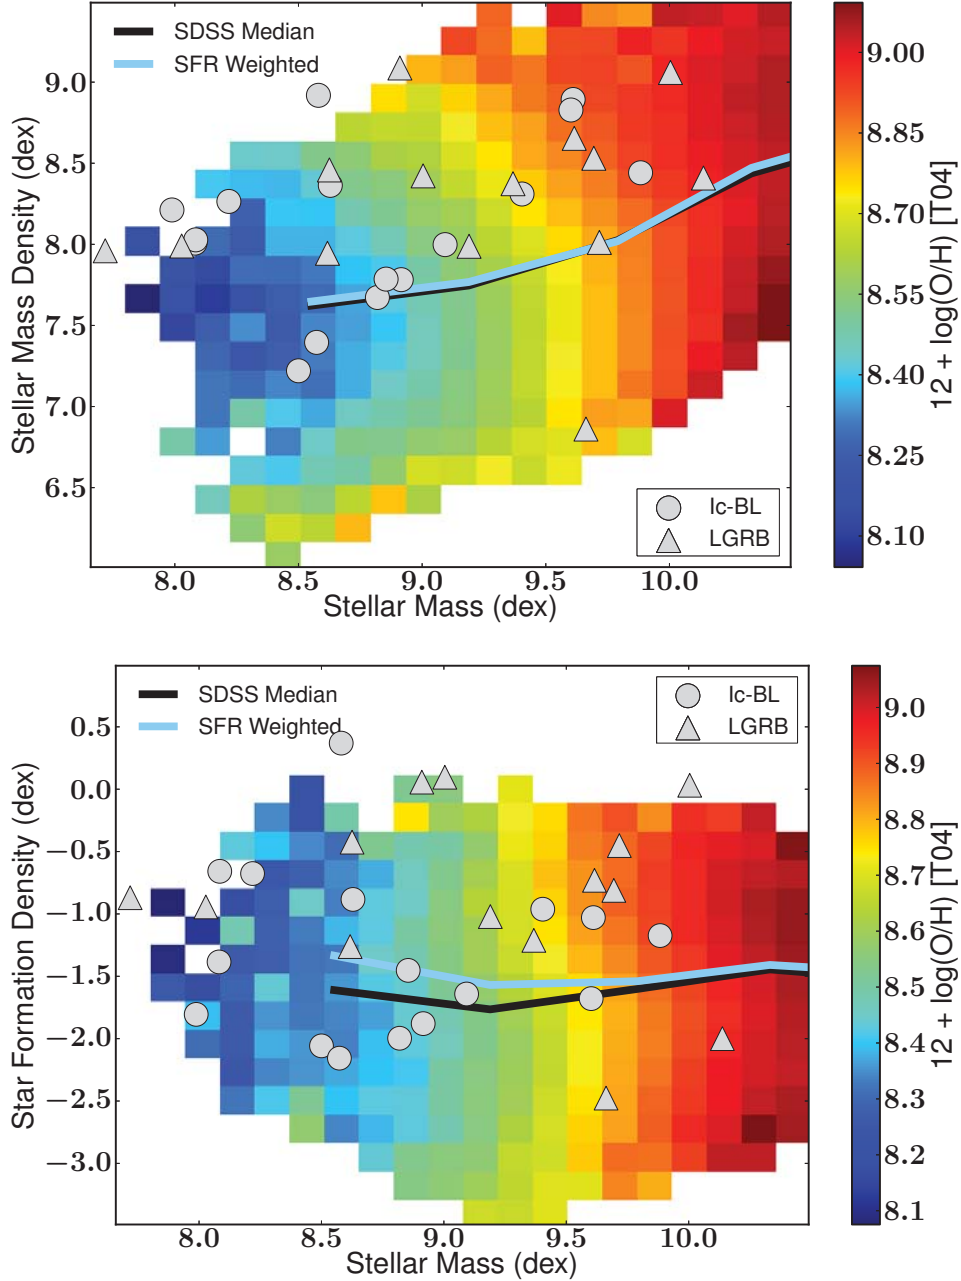 SDSS Median
SFR Weighted
9.0
8.5
8.0
7.5
7.0
6.5
Stellar Mass Density (dex)
Ic-BL
LGRB
8.0 8.5 9.0 9.5 10.0
Stellar Mass (dex)
9.00
8.85
8.70
8.55
8.40
8.25
8.10
12 + log(O/H) [T04]
SDSS Median
SFR Weighted
Ic-BL
LGRB
0.5
0.0
−0.5
−1.0
−1.5
−2.0
−2.5
−3.0
Star Formation Density (dex)
8.0 8.5 9.0 9.5 10.0
Stellar Mass (dex)
9.0
8.9
8.8
8.7
8.6
8.5
8.4
8.3
8.2
8.1
12 + log(O/H) [T04]